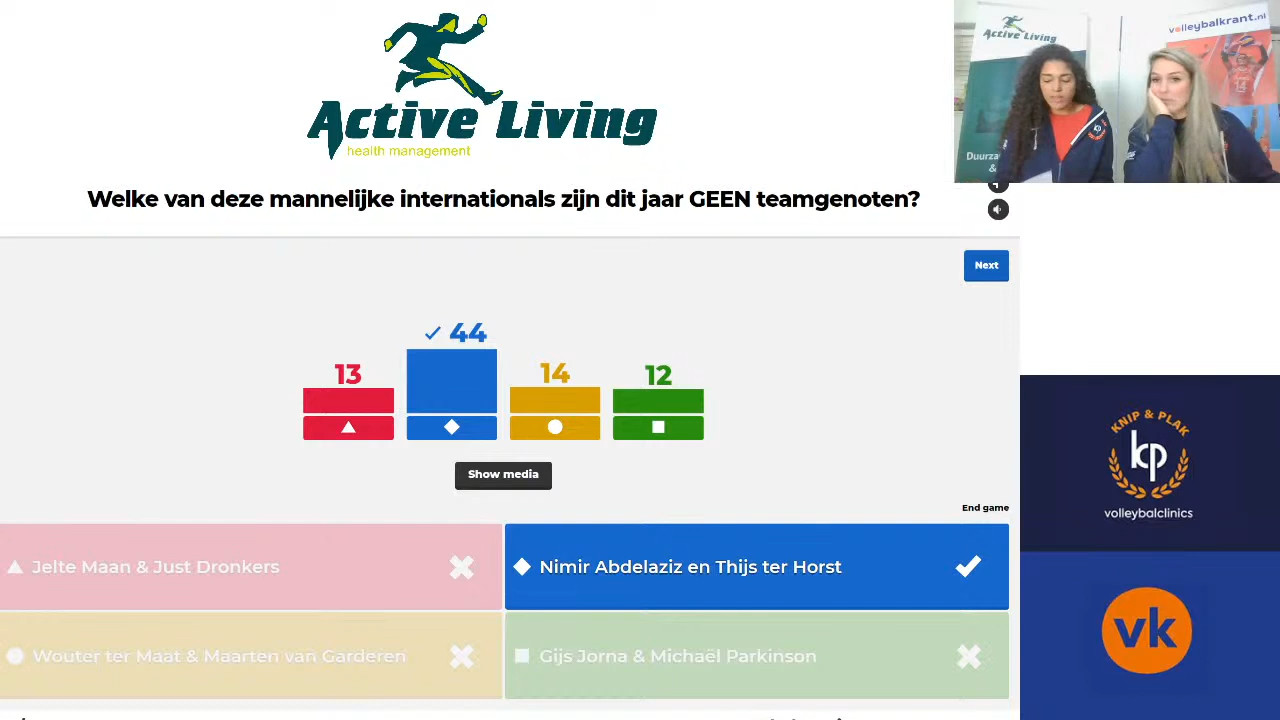 Active Living
health management
Active Living
volleybalkrant.nl
Duurza
&
14
Welke van deze mannelijke internationals zijn dit jaar GEEN teamgenoten?
Next
13
44
14
12
Show media
End game
Jelte Maan & Just Dronkers
Nimir Abdelaziz en Thijs ter Horst
Wouter ter Maat & Maarten van Garderen
Gijs Jorna & Michaël Parkinson
KNIP & PLAK
kp
volleybalclinics
vk